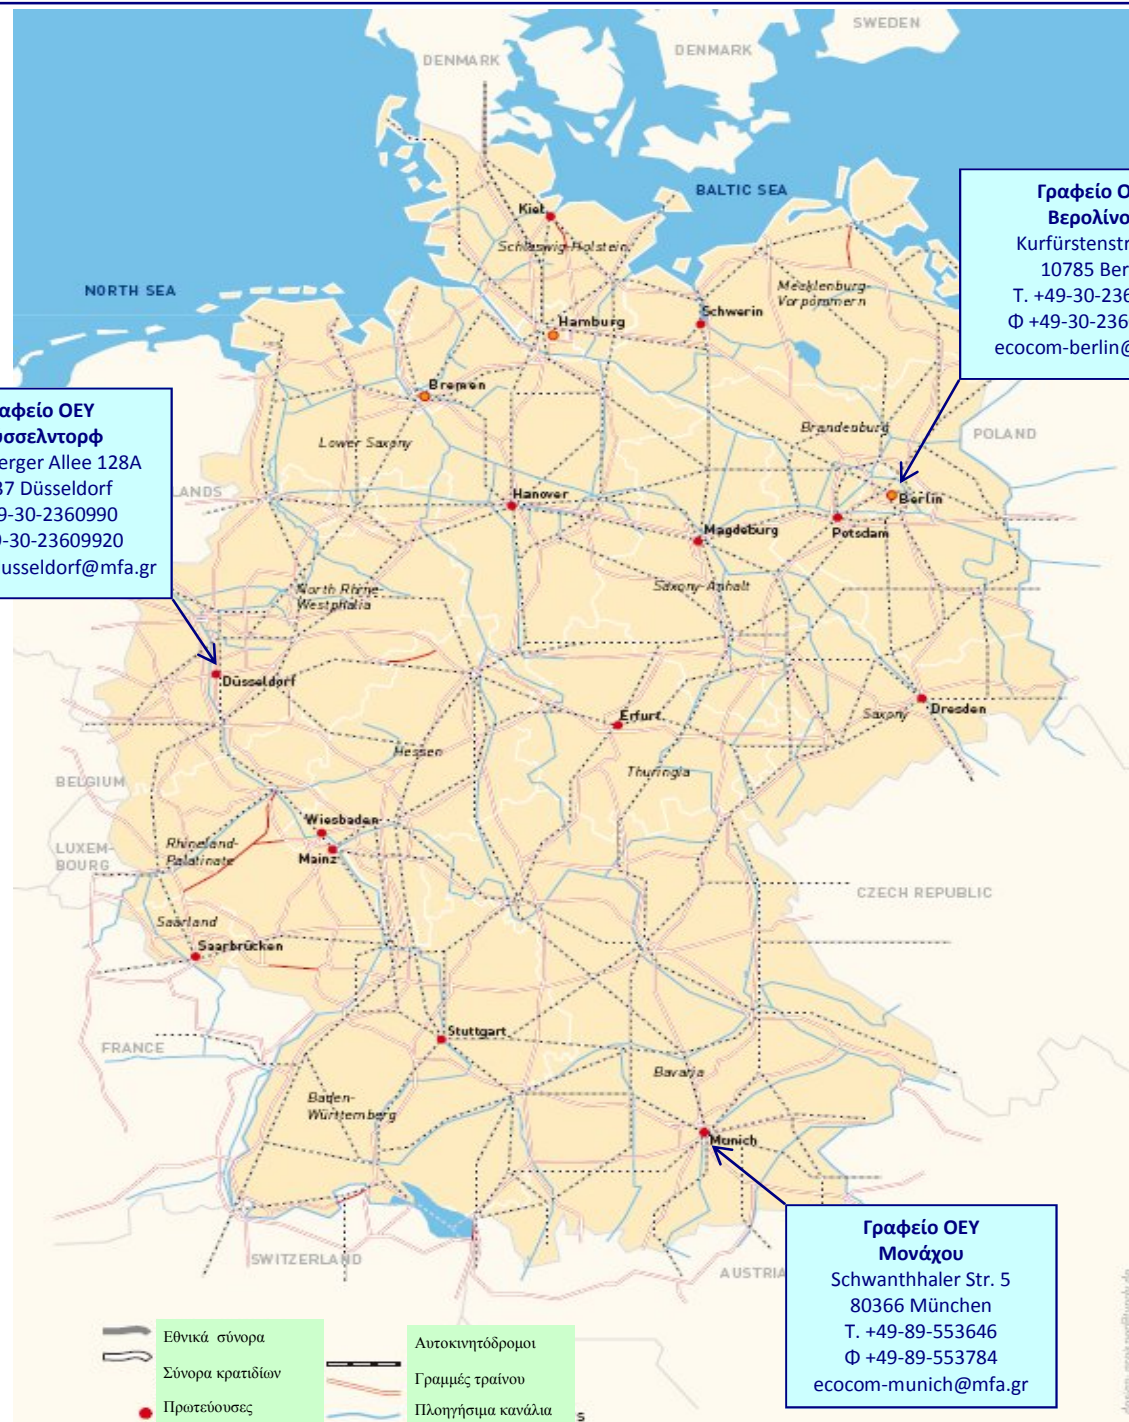 SWEDEN
DENMARK
DENMARK
BALTIC SEA
Kiel
Schleswig-Holstein
NORTH SEA
Mecklenburg-
Vorpommern
Schwerin
Hamburg
Bremen
Lower Saxony
Brandenburg
POLAND
LANDS
Hanover
Berlin
Magdeburg
Potsdam
Saxony-Anhalt
North Rhine-
Westphalia
Düsseldorf
Erfurt
Saxony
Dresden
Hessen
Thuringia
BELGIUM
Wiesbaden
LUXEM-
BOURG
Rhineland-
Palatinate
Mainz
CZECH REPUBLIC
Saarland
Saarbrücken
Stuttgart
FRANCE
Bavaria
Baden-
Württemberg
Munich
SWITZERLAND
AUSTRIA
Γραφείο Ο
Βερολίνο
Kurfürstenstr
10785 Ber
Τ. +49-30-236
Φ +49-30-236
ecocom-berlin@
αφείο ΟΕΥ
υσσελντορφ
erger Allee 128A
37 Düsseldorf
9-30-2360990
9-30-23609920
usseldorf@mfa.gr
Γραφείο ΟΕΥ
Μονάχου
Schwanthhaler Str. 5
80366 München
Τ. +49-89-553646
Φ +49-89-553784
ecocom-munich@mfa.gr
Εθνικά σύνορα
Σύνορα κρατιδίων
Πρωτεύουσες
Αυτοκινητόδρομοι
Γραμμές τραίνου
Πλοηγήσιμα κανάλια
s